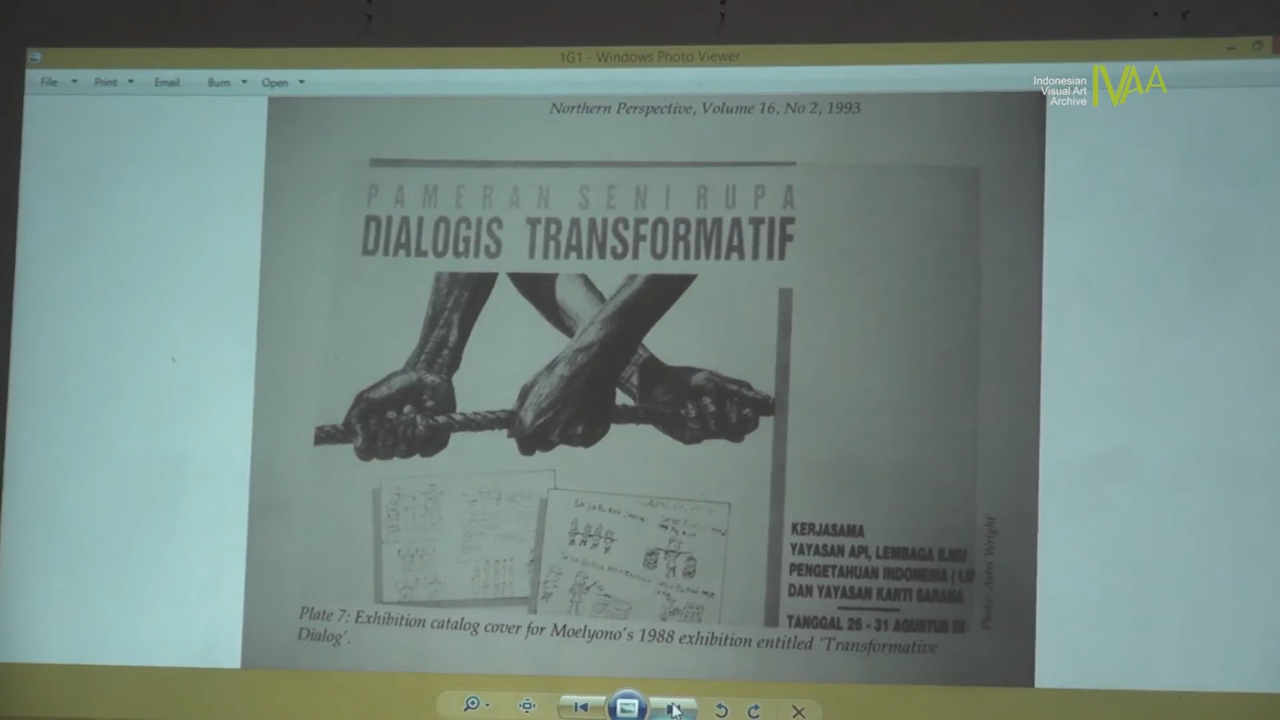 1G1 - Windows Photo Viewer
File Print Email Burn Open
Indonesian
Visual Art
Archive
IVAA
Northern Perspective, Volume 16, No 2, 1993
PAMERAN SENI RUPA
DIALOGIS TRANSFORMATIF
KERJASAMA
YAYASAN API, LEMBAGA ILMU
PENGETAHUAN INDONESIA
DAN YAYASAN KARTI SARANA
TANGGAL 26 - 31 AGUSTUS DI
Photo: Astri Wright
Plate 7: Exhibition catalog cover for Moelyono's 1988 exhibition entitled 'Transformative
Dialog'.